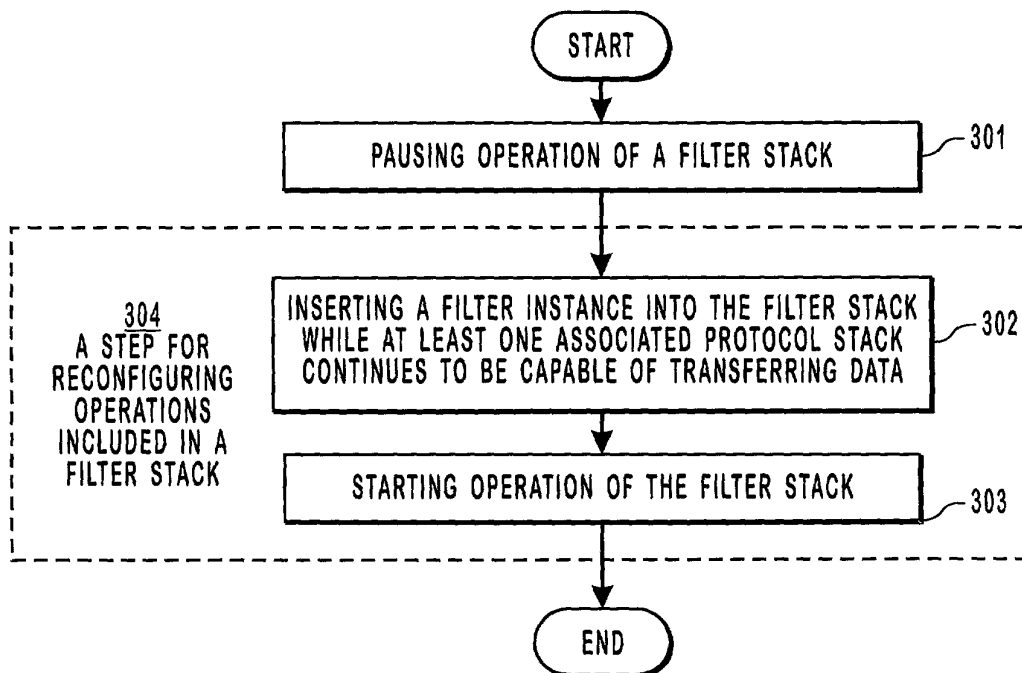 START
PAUSING OPERATION OF A FILTER STACK
301
304
A STEP FOR
RECONFIGURING
OPERATIONS
INCLUDED IN A
FILTER STACK
INSERTING A FILTER INSTANCE INTO THE FILTER STACK
WHILE AT LEAST ONE ASSOCIATED PROTOCOL STACK
CONTINUES TO BE CAPABLE OF TRANSFERRING DATA
302
STARTING OPERATION OF THE FILTER STACK
303
END